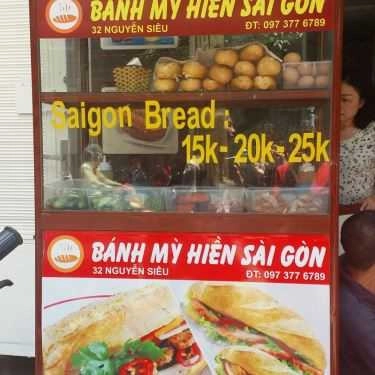 BÁNH MỲ HIỀN SÀI GÒN
32 NGUYỄN SIÊU ĐT: 097 377 6789
Saigon Bread :
15k - 20k - 25k
BÁNH MỲ HIỀN SÀI GÒN
32 NGUYỄN SIÊU ĐT: 097 377 6789